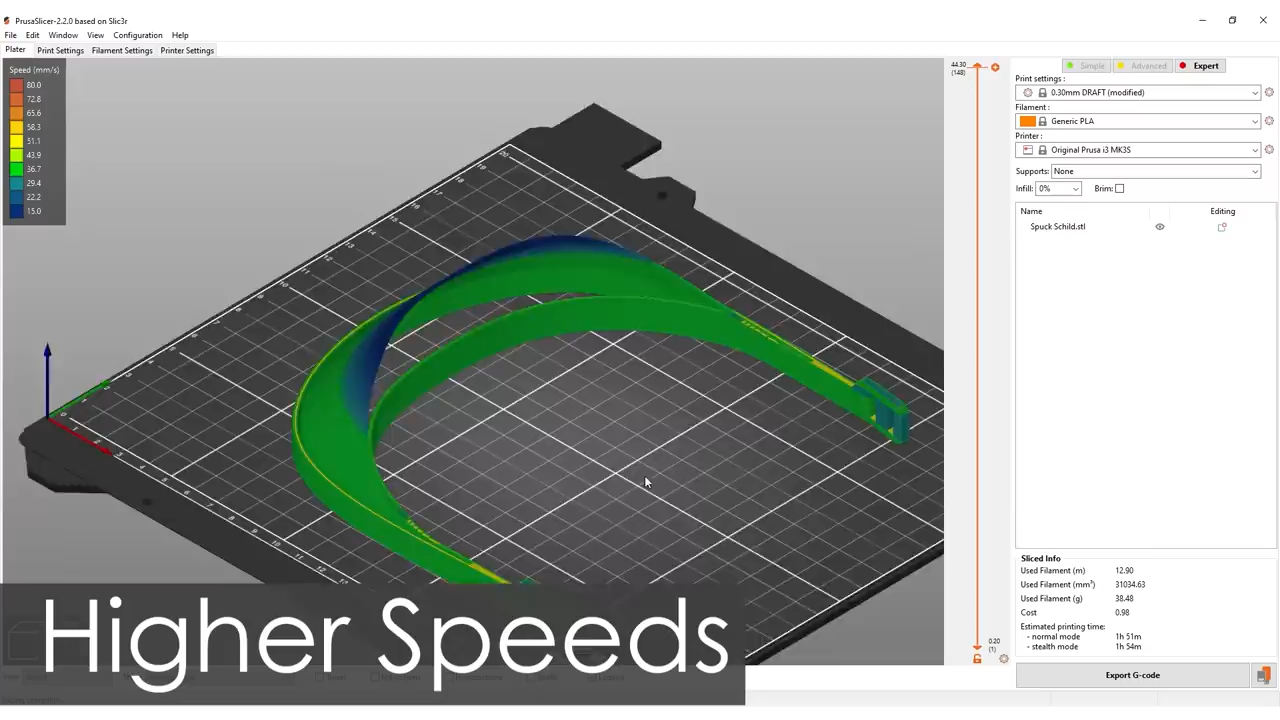 PrusaSlicer-2.2.0 based on Slic3r
File Edit Window View Configuration Help
Plater Print Settings Filament Settings Printer Settings
Speed (mm/s)
80.0
72.8
65.6
58.3
51.1
43.9
36.7
29.4
22.2
15.0
44.30
(148)
0.20
(1)
Simple Advanced Expert
Print settings :
0.30mm DRAFT (modified)
Filament :
Generic PLA
Printer :
Original Prusa i3 MK3S
Supports: None
Infill: 0% Brim:
Name Editing
Spuck Schild.stl
Sliced Info
Used Filament (m) 12.90
Used Filament (mm³) 31034.63
Used Filament (g) 38.48
Cost 0.98
Estimated printing time:
- normal mode 1h 51m
- stealth mode 1h 54m
Export G-code
Higher Speeds